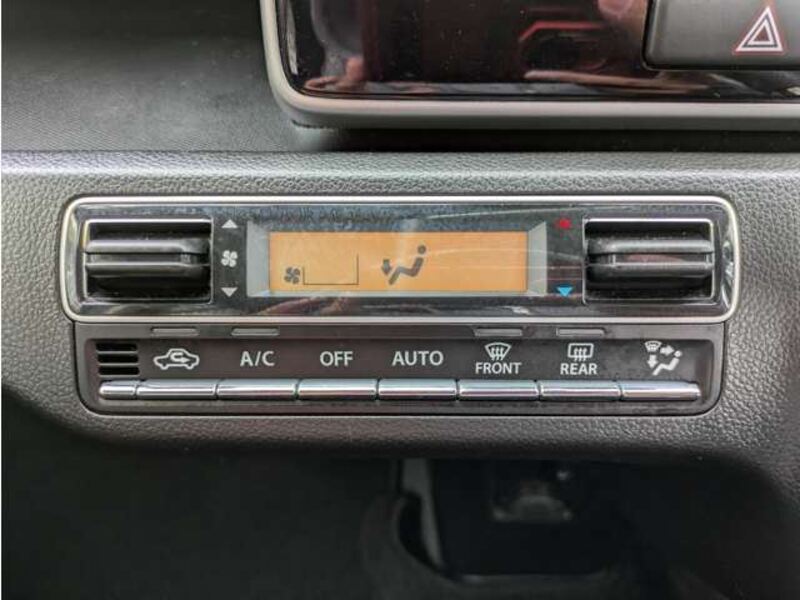 A/C OFF AUTO FRONT REAR